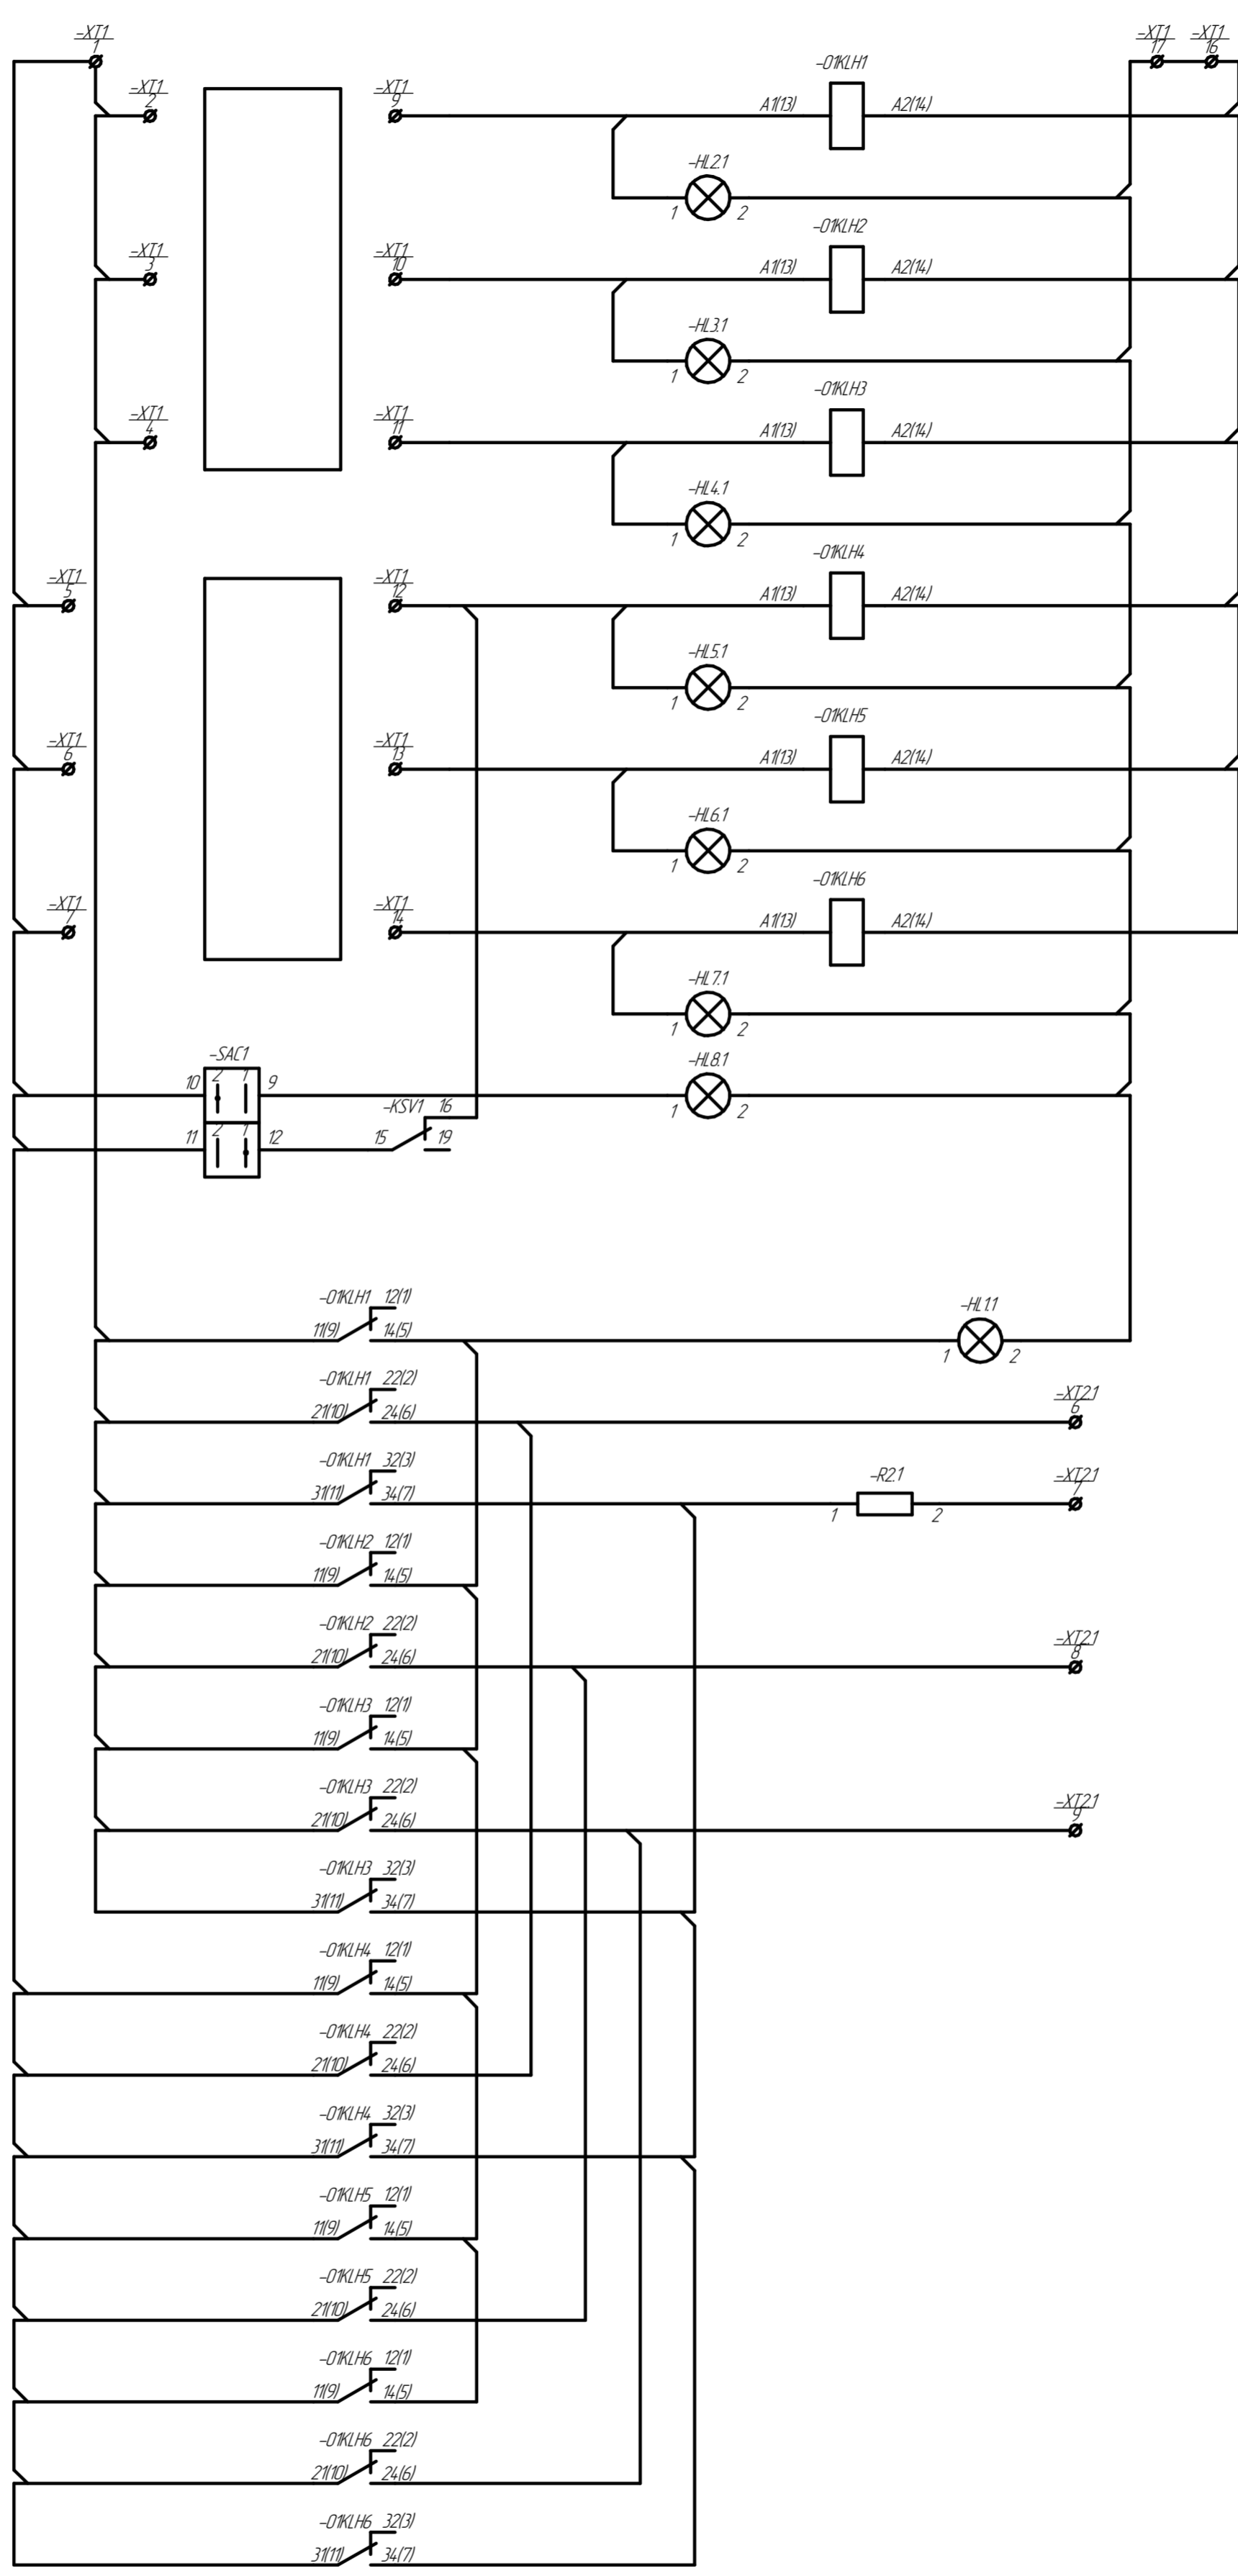 -XT1
1
-XT1
17
-XT1
16
-01KLH1
-XT1
2
-XT1
9
A1(13)
A2(14)
-HL2.1
1
2
-01KLH2
-XT1
3
-XT1
10
A1(13)
A2(14)
-HL3.1
1
2
-01KLH3
-XT1
4
-XT1
11
A1(13)
A2(14)
-HL4.1
1
2
-01KLH4
-XT1
5
-XT1
12
A1(13)
A2(14)
-HL5.1
1
2
-01KLH5
-XT1
6
-XT1
13
A1(13)
A2(14)
-HL6.1
1
2
-01KLH6
-XT1
7
-XT1
14
A1(13)
A2(14)
-HL7.1
1
2
-SAC1
10
2
1
9
-HL8.1
1
2
11
2
1
12
-KSV1
16
15
19
-01KLH1
12(1)
11(9)
14(5)
-HL1.1
1
2
-01KLH1
22(2)
21(10)
24(6)
-XT2.1
6
-01KLH1
32(3)
31(11)
34(7)
-R2.1
1
2
-XT2.1
7
-01KLH2
12(1)
11(9)
14(5)
-01KLH2
22(2)
21(10)
24(6)
-XT2.1
8
-01KLH3
12(1)
11(9)
14(5)
-01KLH3
22(2)
21(10)
24(6)
-XT2.1
9
-01KLH3
32(3)
31(11)
34(7)
-01KLH4
12(1)
11(9)
14(5)
-01KLH4
22(2)
21(10)
24(6)
-01KLH4
32(3)
31(11)
34(7)
-01KLH5
12(1)
11(9)
14(5)
-01KLH5
22(2)
21(10)
24(6)
-01KLH6
12(1)
11(9)
14(5)
-01KLH6
22(2)
21(10)
24(6)
-01KLH6
32(3)
31(11)
34(7)